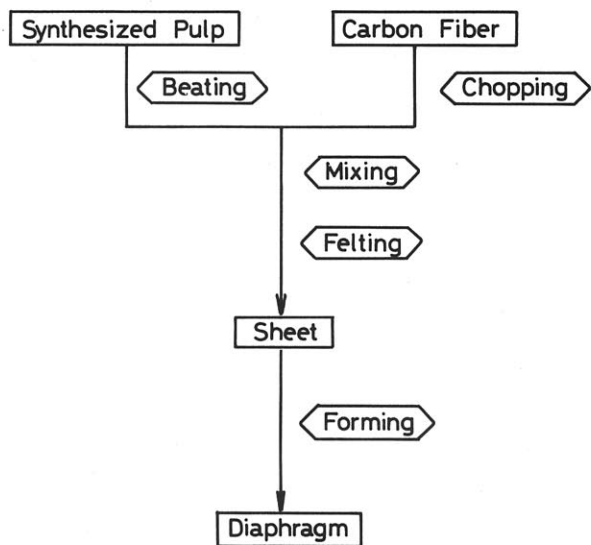 Synthesized Pulp
Carbon Fiber
Beating
Chopping
Mixing
Felting
Sheet
Forming
Diaphragm